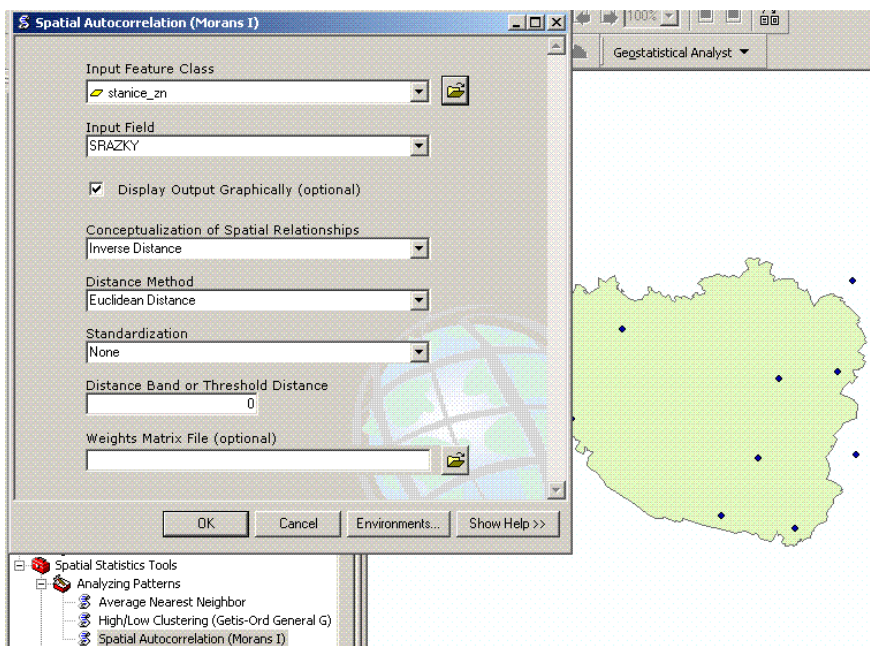 Spatial Autocorrelation (Morans I)
100%
Geostatistical Analyst
Input Feature Class
stanice_zn
Input Field
SRAZKY
Display Output Graphically (optional)
Conceptualization of Spatial Relationships
Inverse Distance
Distance Method
Euclidean Distance
Standardization
None
Distance Band or Threshold Distance
0
Weights Matrix File (optional)
OK
Cancel
Environments...
Show Help >>
Spatial Statistics Tools
Analyzing Patterns
Average Nearest Neighbor
High/Low Clustering (Getis-Ord General G)
Spatial Autocorrelation (Morans I)